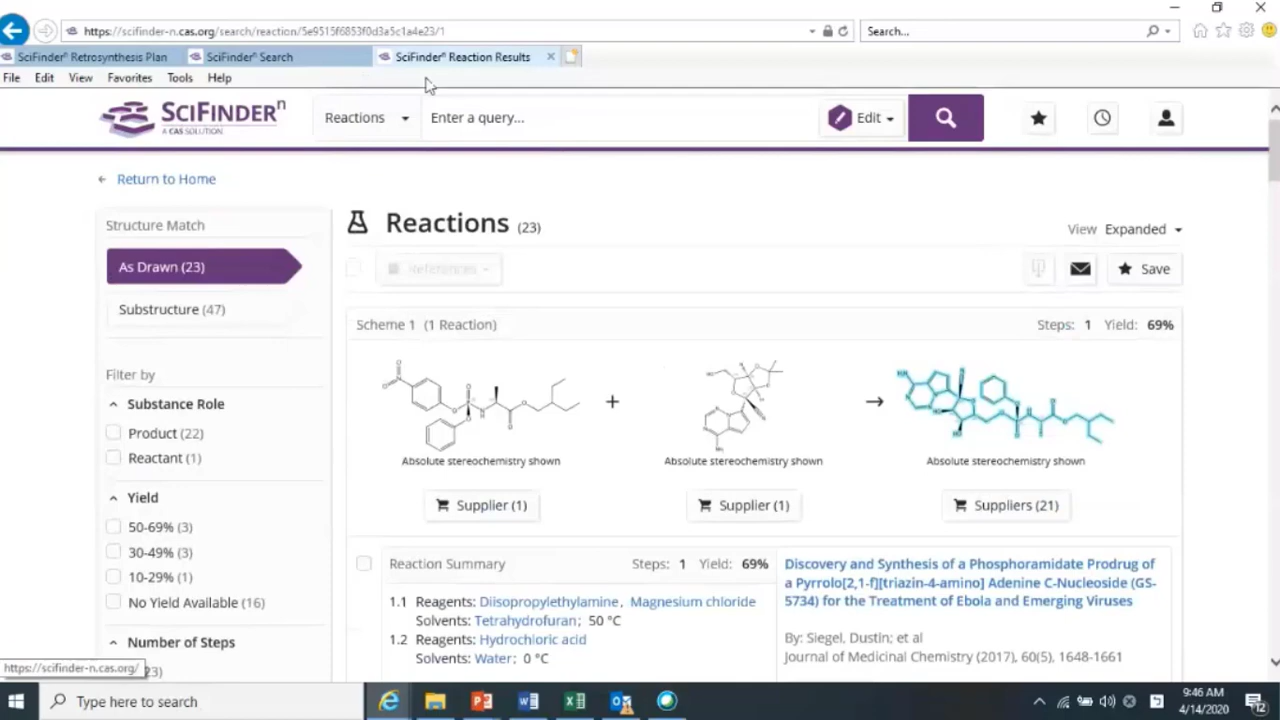 https://scifinder-n.cas.org/search/reaction/5e9515f6853f0d3a5c1a4e23/1
Search...
SciFinderⁿ Retrosynthesis Plan
SciFinderⁿ Search
SciFinderⁿ Reaction Results
File Edit View Favorites Tools Help
SCIFINDERⁿ
A CAS SOLUTION
Reactions
Enter a query...
Edit
Return to Home
Structure Match
As Drawn (23)
Substructure (47)
Filter by
Substance Role
Product (22)
Reactant (1)
Yield
50-69% (3)
30-49% (3)
10-29% (1)
No Yield Available (16)
Number of Steps
23)
https://scifinder-n.cas.org/
Reactions (23)
View Expanded
References
Save
Scheme 1 (1 Reaction)
Steps: 1 Yield: 69%
+
→
Absolute stereochemistry shown
Absolute stereochemistry shown
Absolute stereochemistry shown
Supplier (1)
Supplier (1)
Suppliers (21)
Reaction Summary
Steps: 1 Yield: 69%
1.1 Reagents: Diisopropylethylamine, Magnesium chloride
Solvents: Tetrahydrofuran; 50 °C
1.2 Reagents: Hydrochloric acid
Solvents: Water; 0 °C
Discovery and Synthesis of a Phosphoramidate Prodrug of
a Pyrrolo[2,1-f][triazin-4-amino] Adenine C-Nucleoside (GS-
5734) for the Treatment of Ebola and Emerging Viruses
By: Siegel, Dustin; et al
Journal of Medicinal Chemistry (2017), 60(5), 1648-1661
Type here to search
9:46 AM
4/14/2020
12